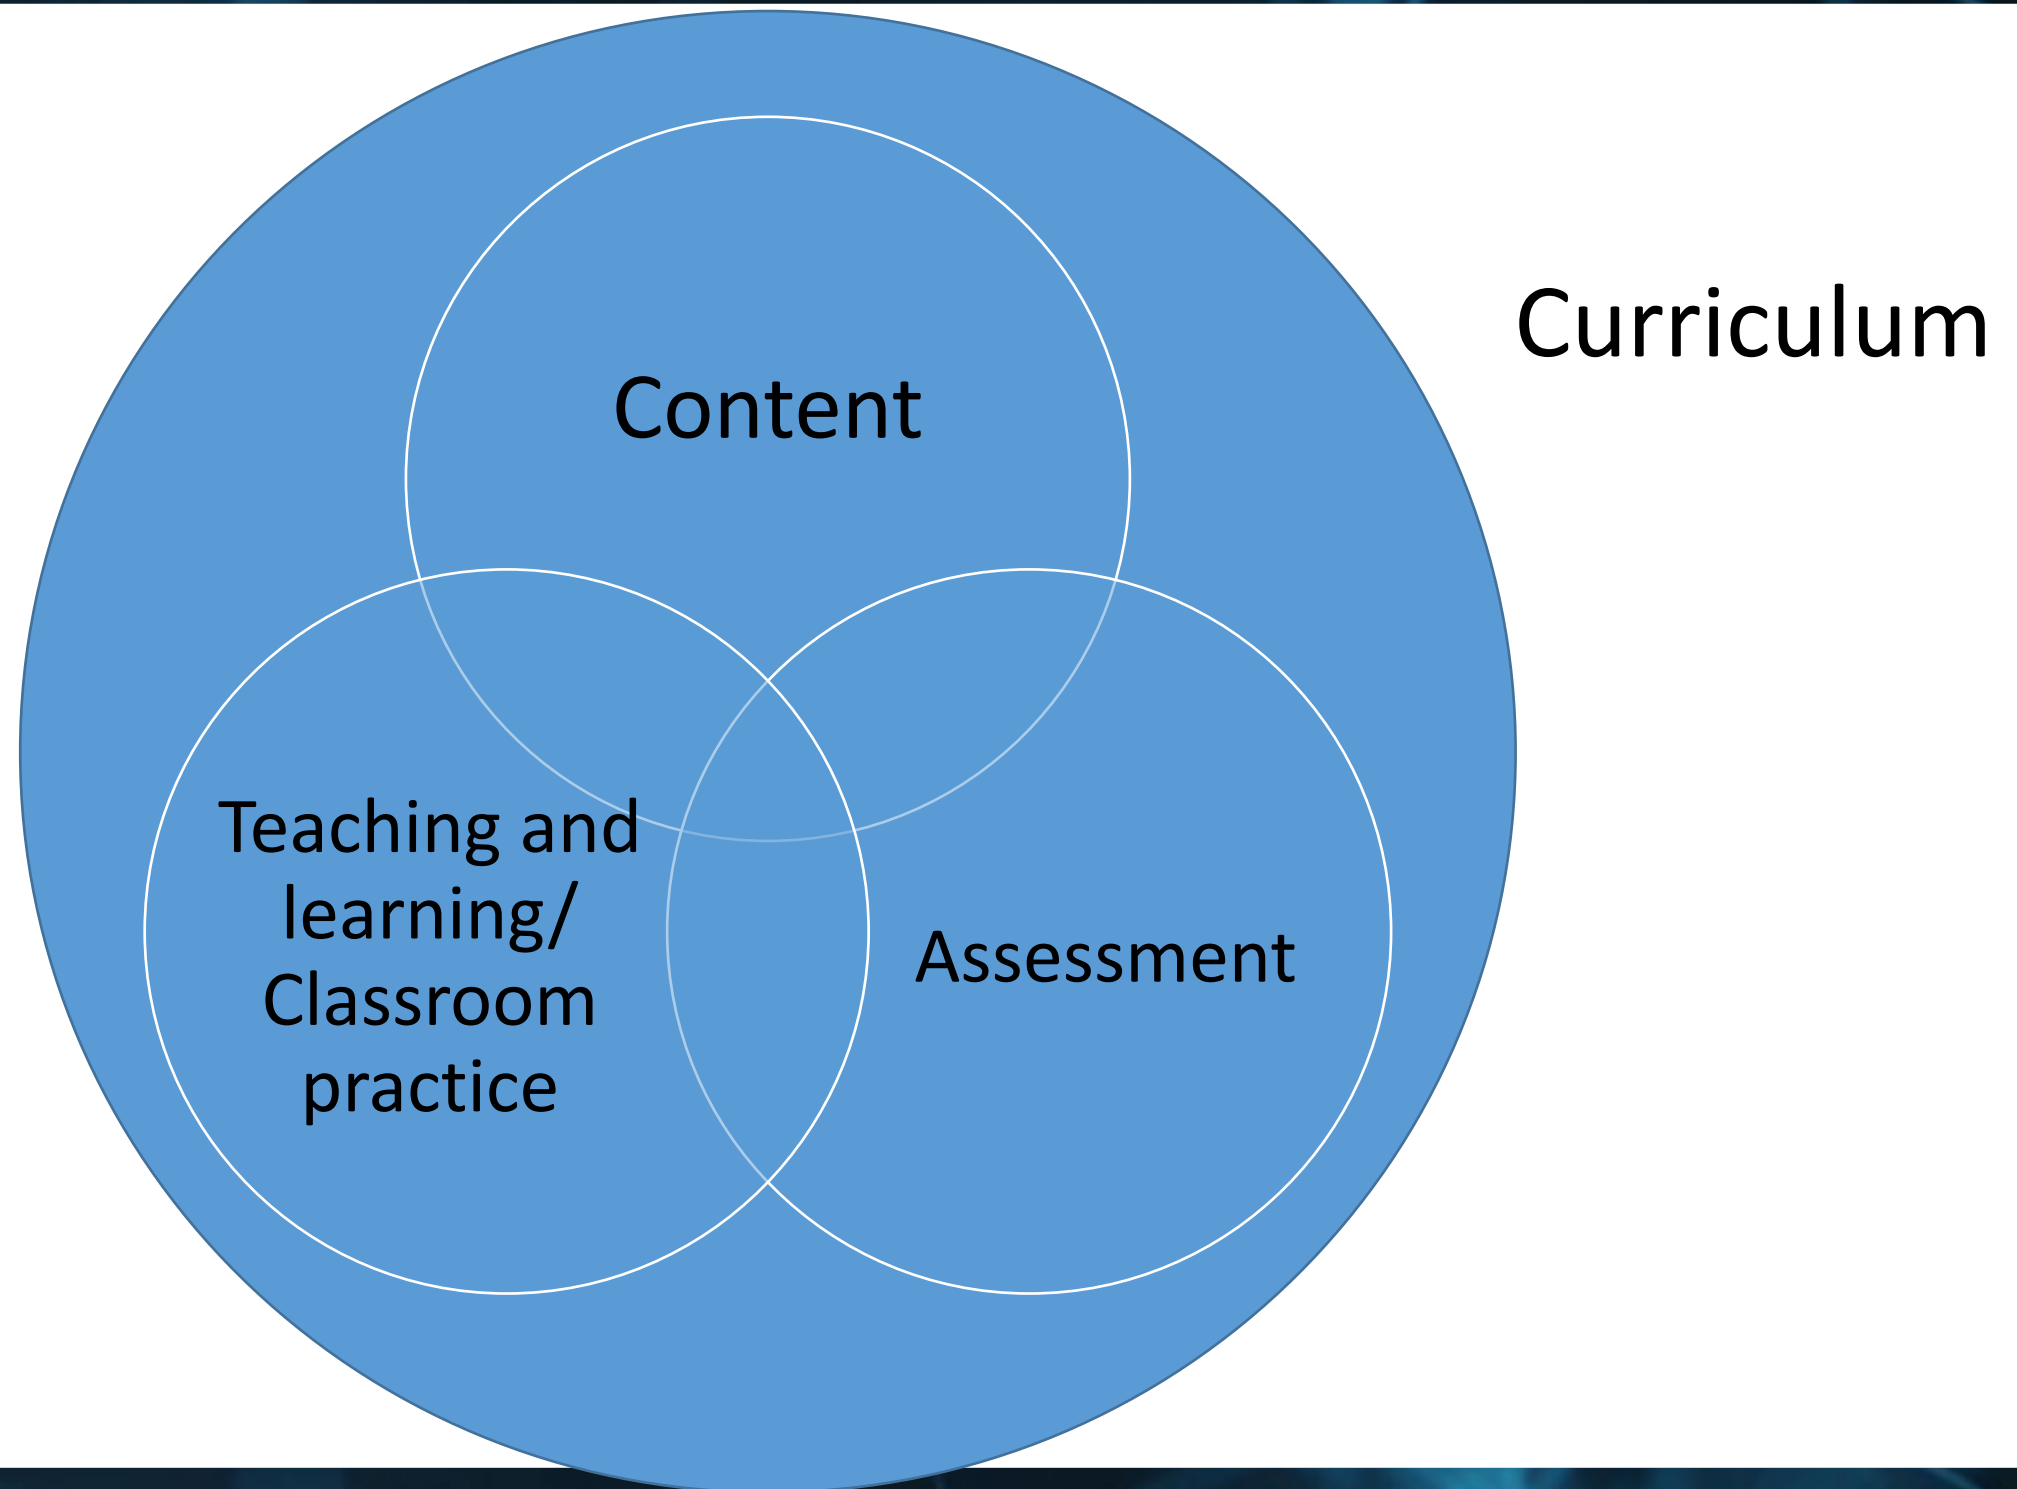 Curriculum
Content
Teaching and
learning/
Classroom
practice
Assessment